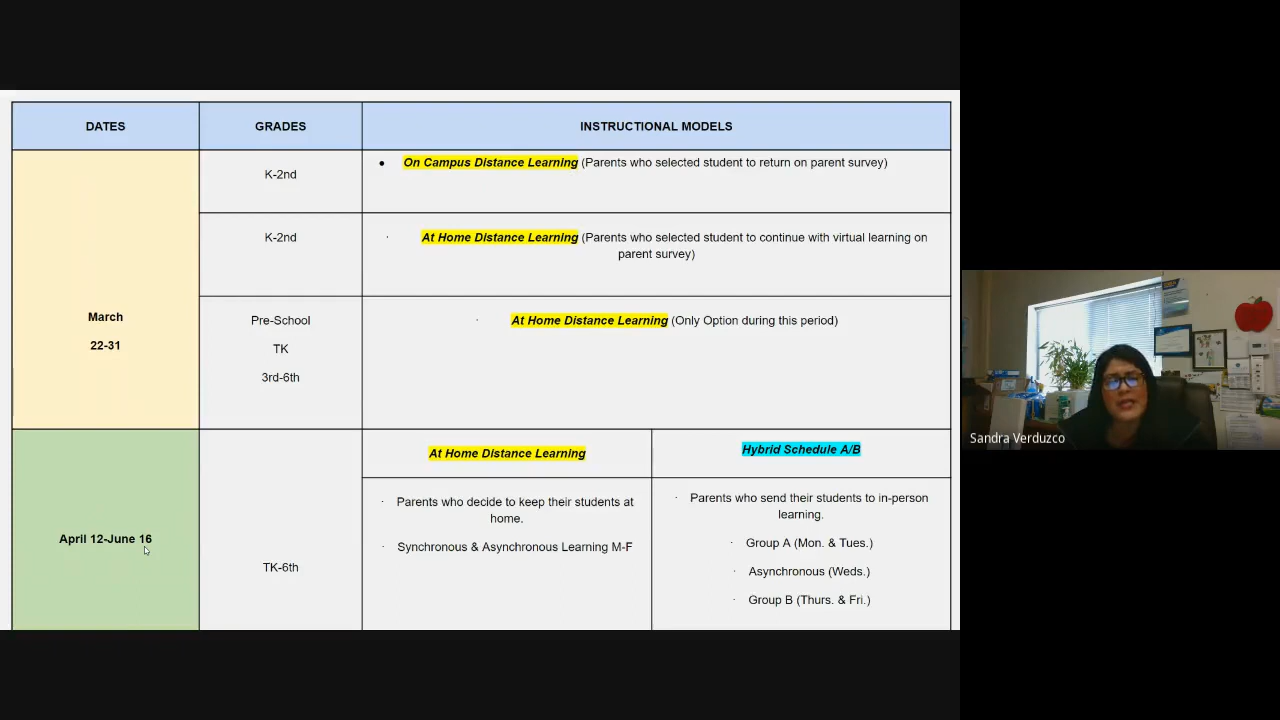 DATES
GRADES
INSTRUCTIONAL MODELS
K-2nd
• On Campus Distance Learning (Parents who selected student to return on parent survey)
K-2nd
· At Home Distance Learning (Parents who selected student to continue with virtual learning on
parent survey)
March
22-31
Pre-School
TK
3rd-6th
· At Home Distance Learning (Only Option during this period)
April 12-June 16
TK-6th
At Home Distance Learning
· Parents who decide to keep their students at
home.
· Synchronous & Asynchronous Learning M-F
Hybrid Schedule A/B
· Parents who send their students to in-person
learning.
· Group A (Mon. & Tues.)
· Asynchronous (Weds.)
· Group B (Thurs. & Fri.)
Sandra Verduzco